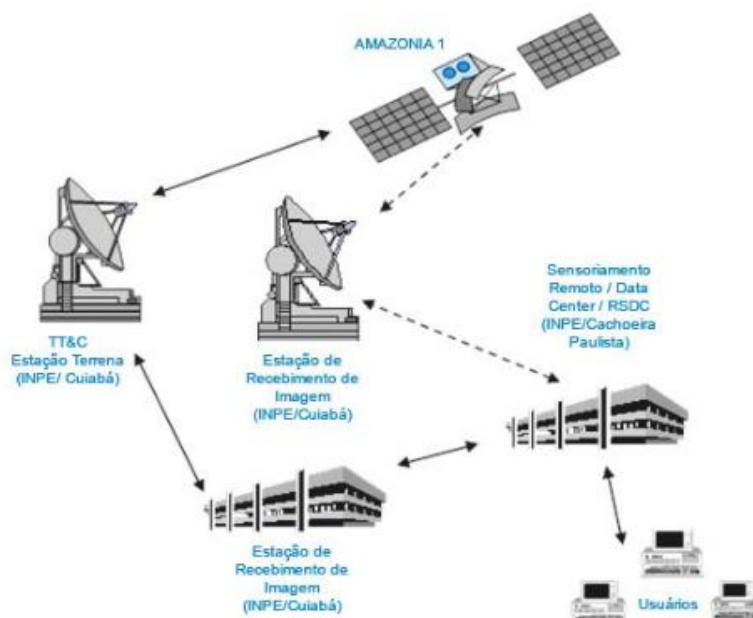 AMAZONIA 1
TT&C
Estação Terrena
(INPE/ Cuiabá)
Estação de
Recebimento de
Imagem
(INPE/Cuiabá)
Sensoriamento
Remoto / Data
Center / RSDC
(INPE/Cachoeira
Paulista)
Estação de
Recebimento de
Imagem
(INPE/Cuiabá)
Usuários